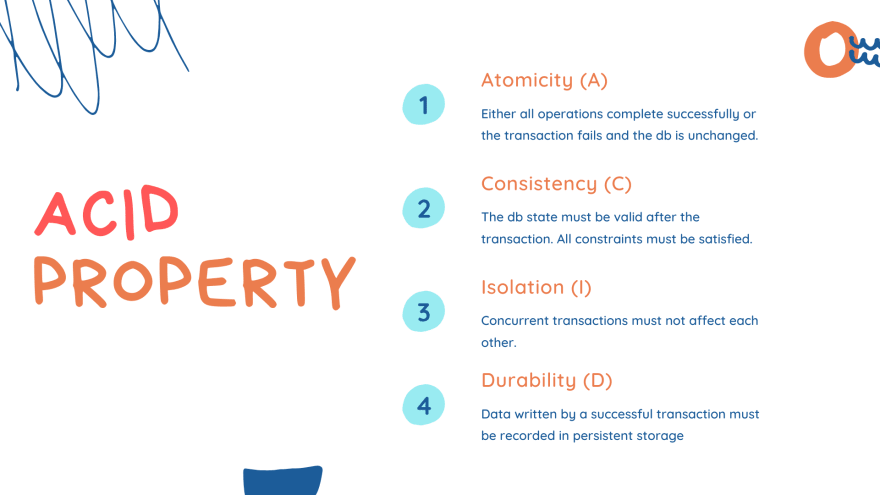 ACID
PROPERTY
1
Atomicity (A)
Either all operations complete successfully or
the transaction fails and the db is unchanged.
2
Consistency (C)
The db state must be valid after the
transaction. All constraints must be satisfied.
3
Isolation (I)
Concurrent transactions must not affect each
other.
4
Durability (D)
Data written by a successful transaction must
be recorded in persistent storage